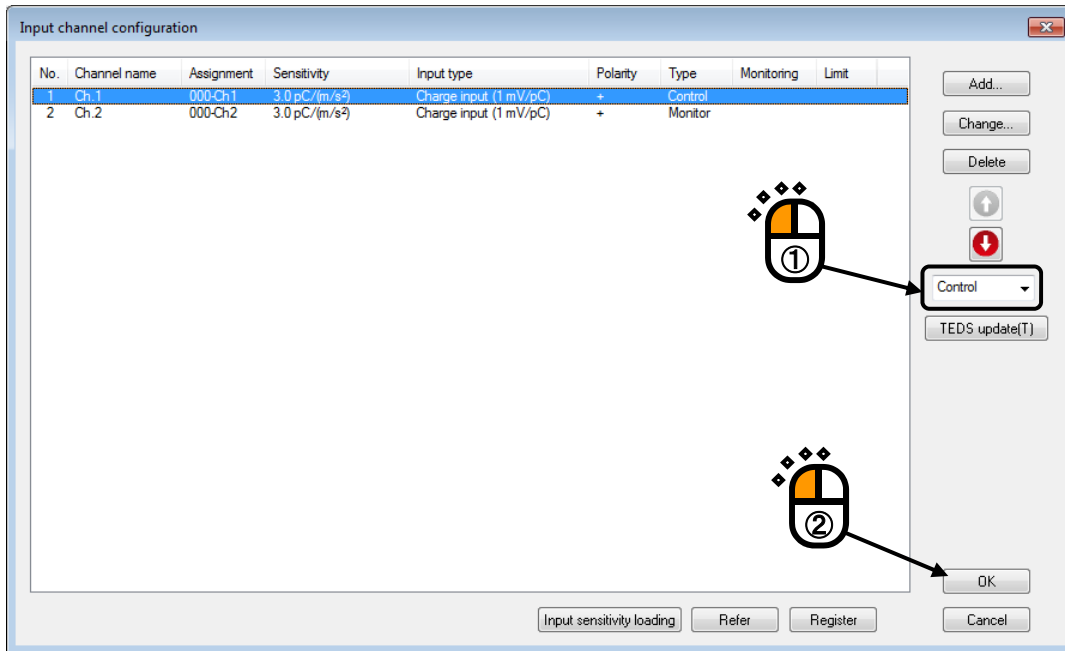 Input channel configuration
No. Channel name Assignment Sensitivity Input type Polarity Type Monitoring Limit
1 Ch.1 000-Ch1 3.0 pC/(m/s²) Charge input (1 mV/pC) + Control
2 Ch.2 000-Ch2 3.0 pC/(m/s²) Charge input (1 mV/pC) + Monitor
Add...
Change...
Delete
①
Control
TEDS update(T)
②
OK
Input sensitivity loading Refer Register Cancel